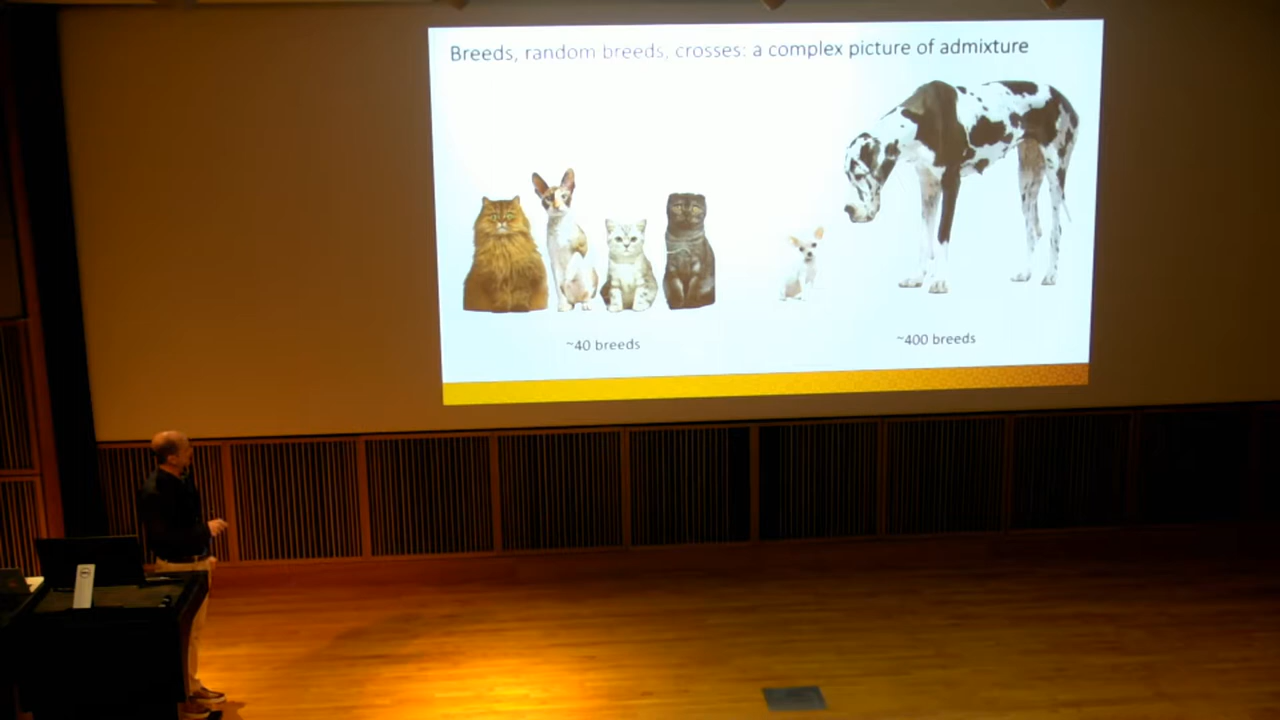 Breeds, random breeds, crosses: a complex picture of admixture
~40 breeds
~400 breeds